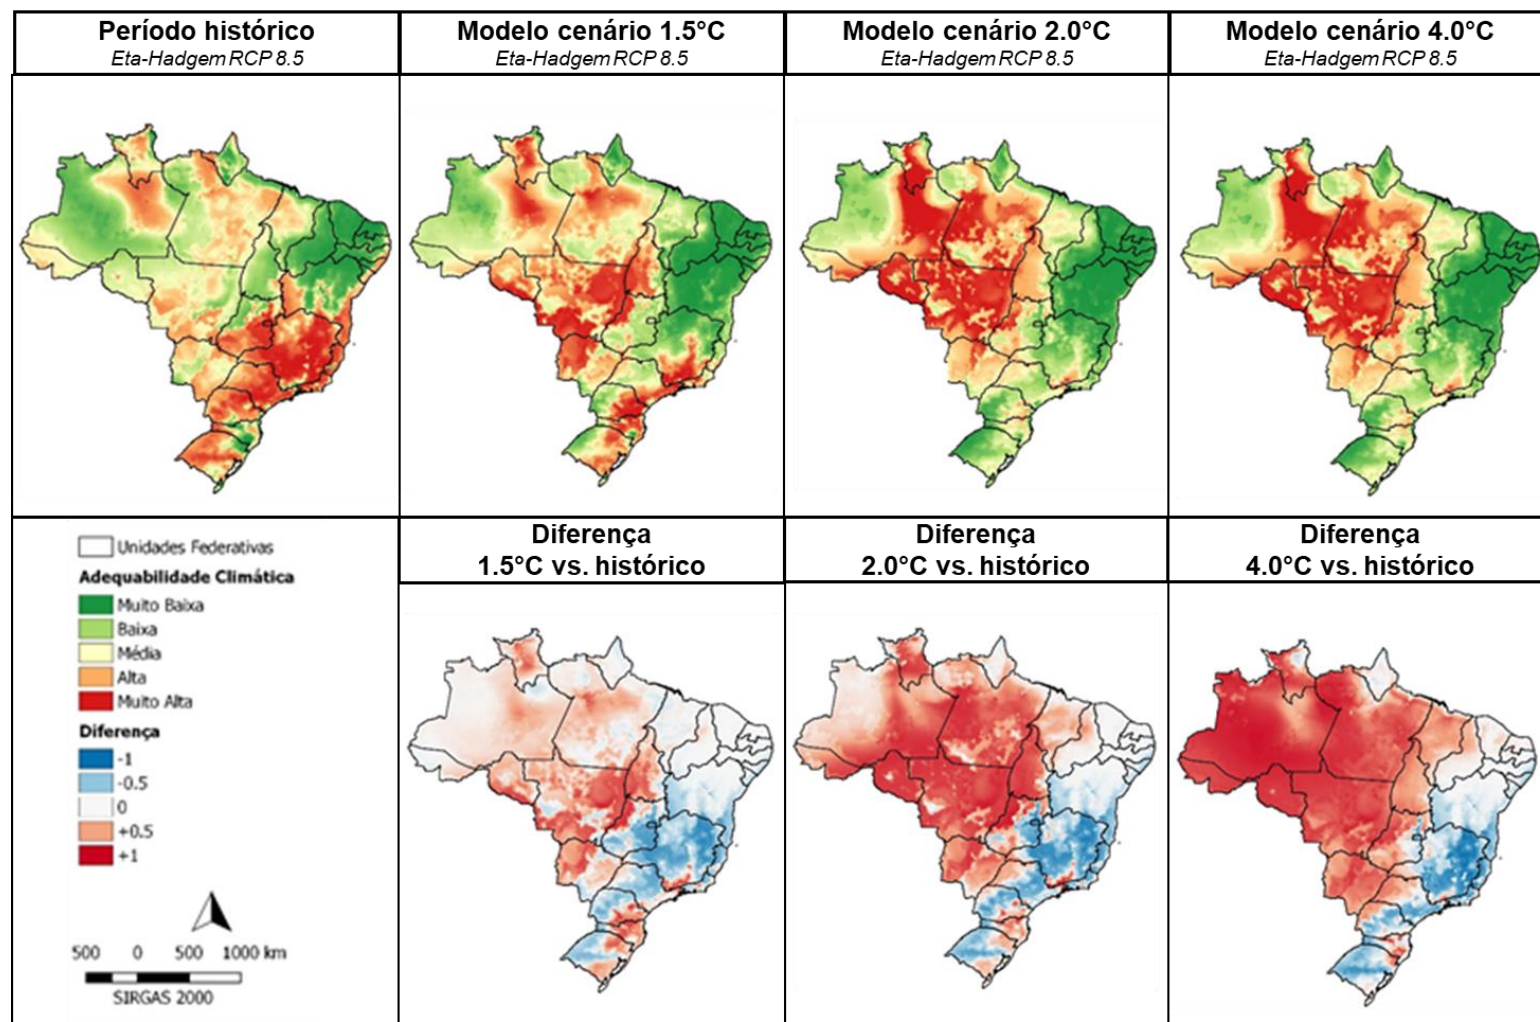 Período histórico
Eta-Hadgem RCP 8.5
Modelo cenário 1.5°C
Eta-Hadgem RCP 8.5
Modelo cenário 2.0°C
Eta-Hadgem RCP 8.5
Modelo cenário 4.0°C
Eta-Hadgem RCP 8.5
Unidades Federativas
Adequabilidade Climática
Muito Baixa
Baixa
Média
Alta
Muito Alta
Diferença
-1
-0.5
0
+0.5
+1
500 0 500 1000 km
SIRGAS 2000
Diferença
1.5°C vs. histórico
Diferença
2.0°C vs. histórico
Diferença
4.0°C vs. histórico